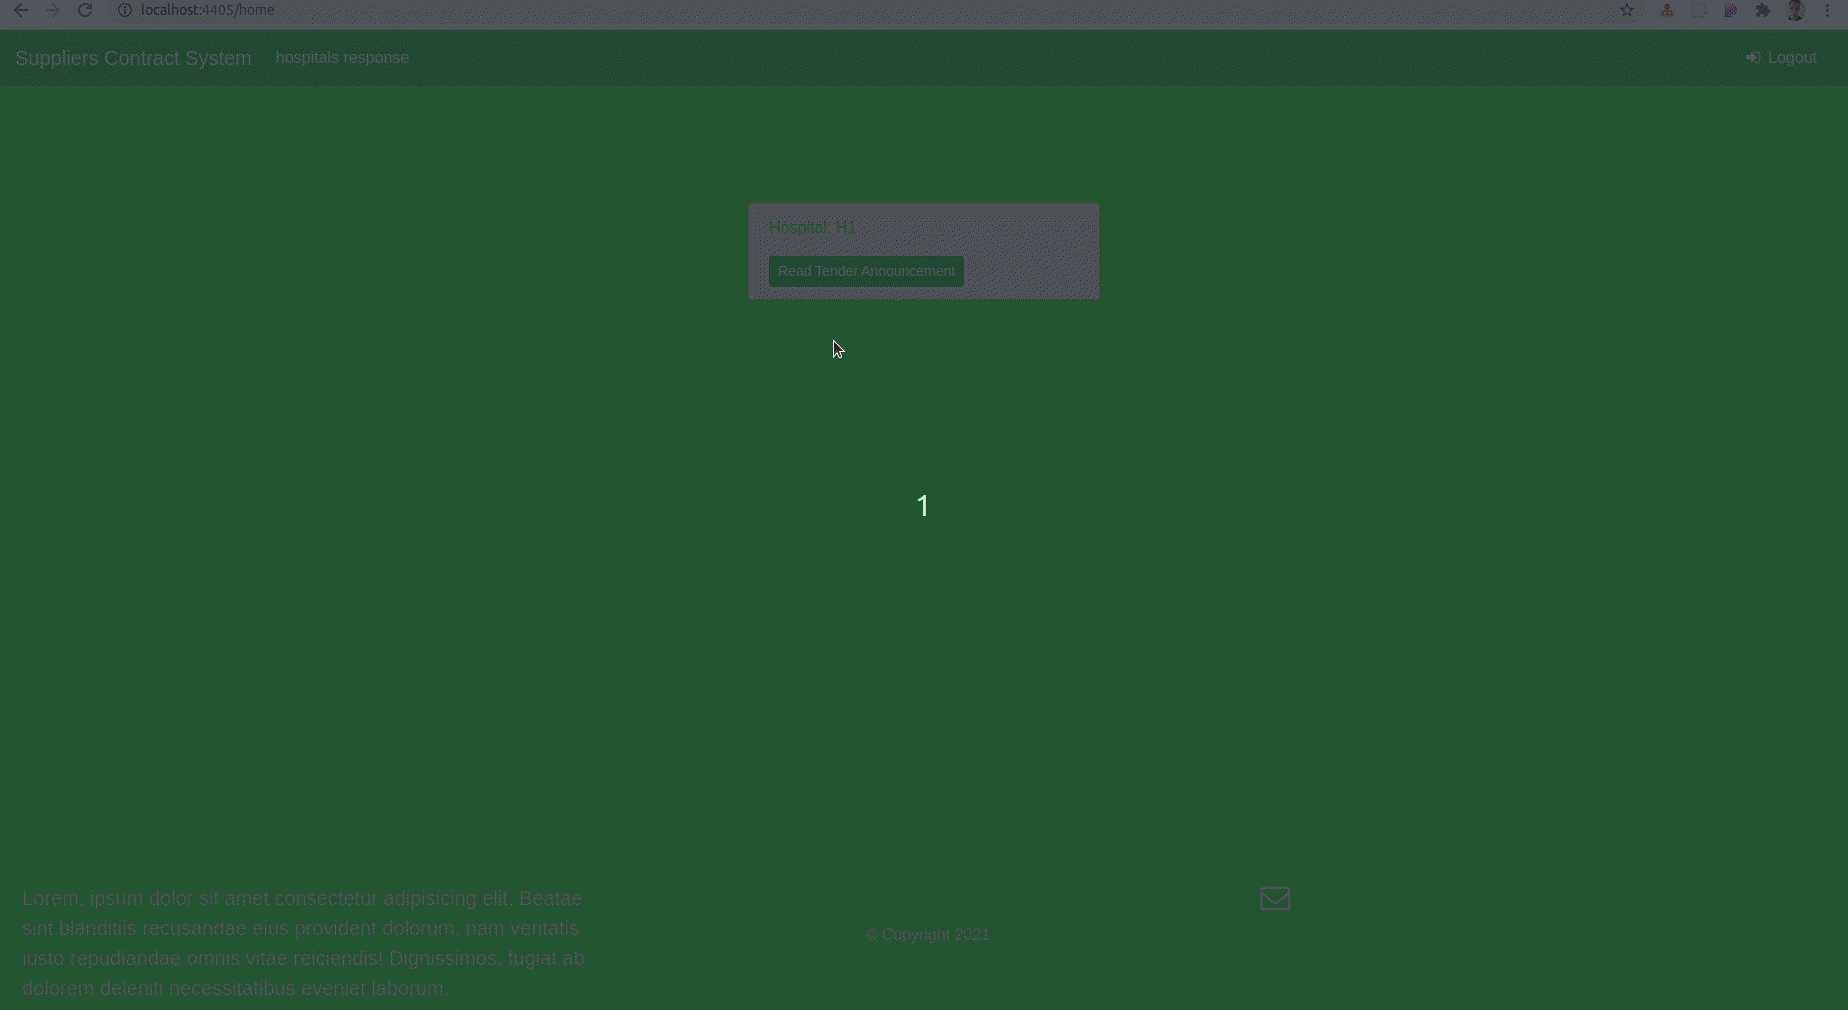 localhost:4405/home
Suppliers Contract System hospitals response Logout
Hospital: H1
Read Tender Announcement
1
Lorem, ipsum dolor sit amet consectetur adipisicing elit. Beatae
sint blanditiis recusandae eius provident dolorum, nam veritatis
iusto repudiandae omnis vitae reiciendis! Dignissimos, fugiat ab
dolorem deleniti necessitatibus eveniet laborum.
© Copyright 2021